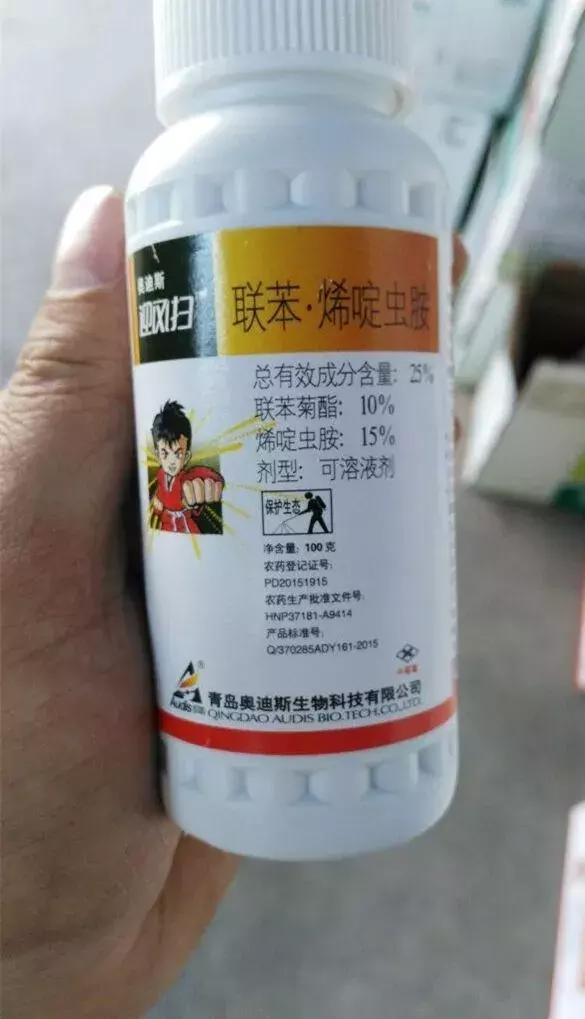 奥迪斯
迎风扫
联苯·烯啶虫胺
总有效成分含量: 25%
联苯菊酯: 10%
烯啶虫胺: 15%
剂型: 可溶液剂
保护生态
净含量: 100克
农药登记证号:
PD20151915
农药生产批准文件号:
HNP37181-A9414
产品标准号:
Q/370285ADY161-2015
Audis
®
青岛奥迪斯生物科技有限公司
QINGDAO AUDIS BIO.TECH.CO.,LTD.